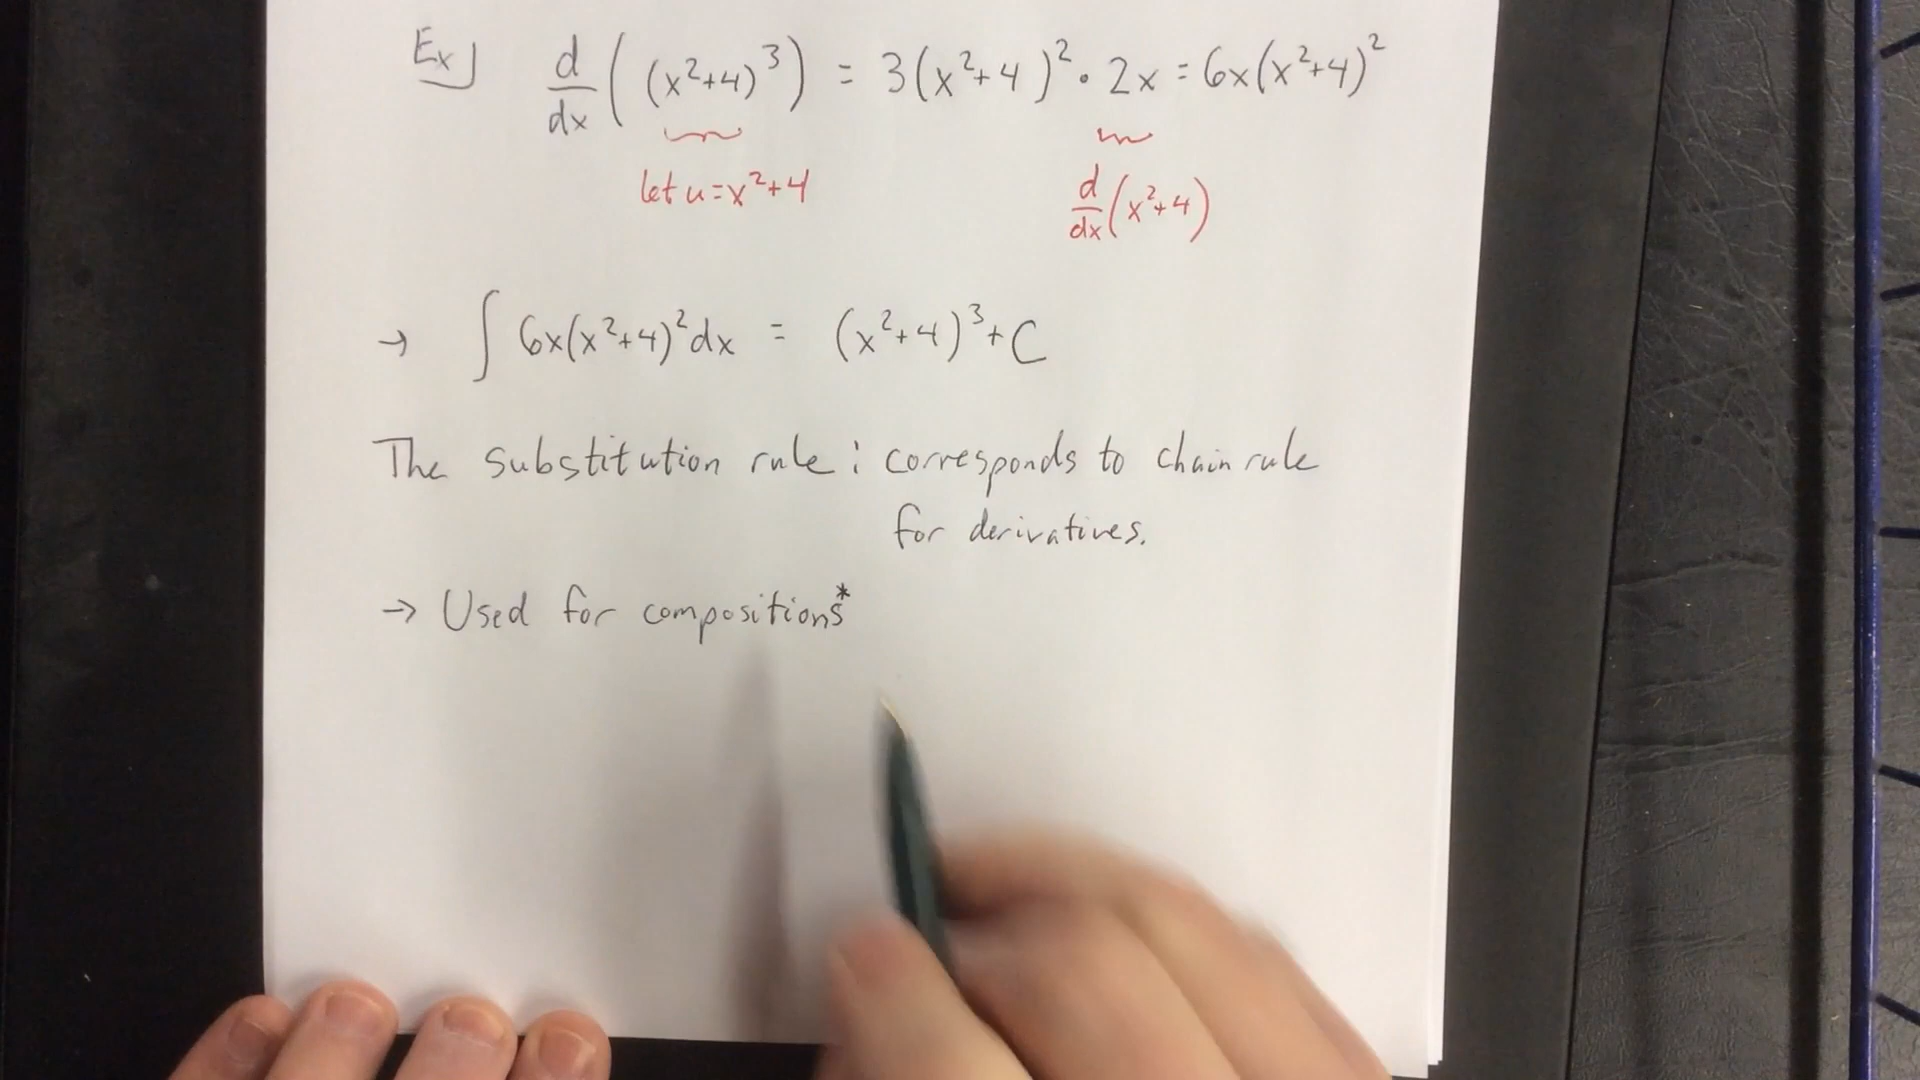 Ex] d/dx ( (x²+4)³ ) = 3(x²+4)² · 2x = 6x(x²+4)²
let u=x²+4 d/dx (x²+4)
→ ∫ 6x(x²+4)² dx = (x²+4)³ + C
The substitution rule : corresponds to chain rule
for derivatives.
→ Used for compositions*